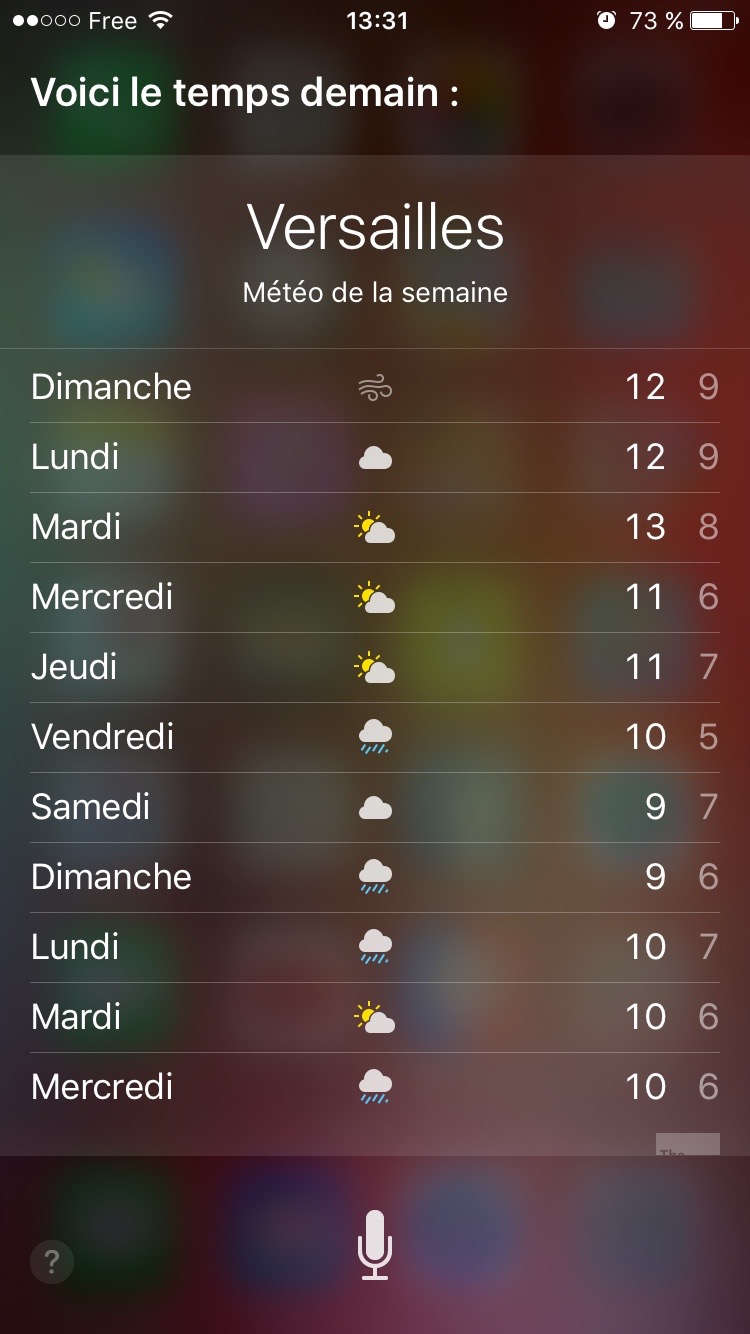 Free 13:31 73 %
Voici le temps demain :
Versailles
Météo de la semaine
Dimanche 12 9
Lundi 12 9
Mardi 13 8
Mercredi 11 6
Jeudi 11 7
Vendredi 10 5
Samedi 9 7
Dimanche 9 6
Lundi 10 7
Mardi 10 6
Mercredi 10 6
?